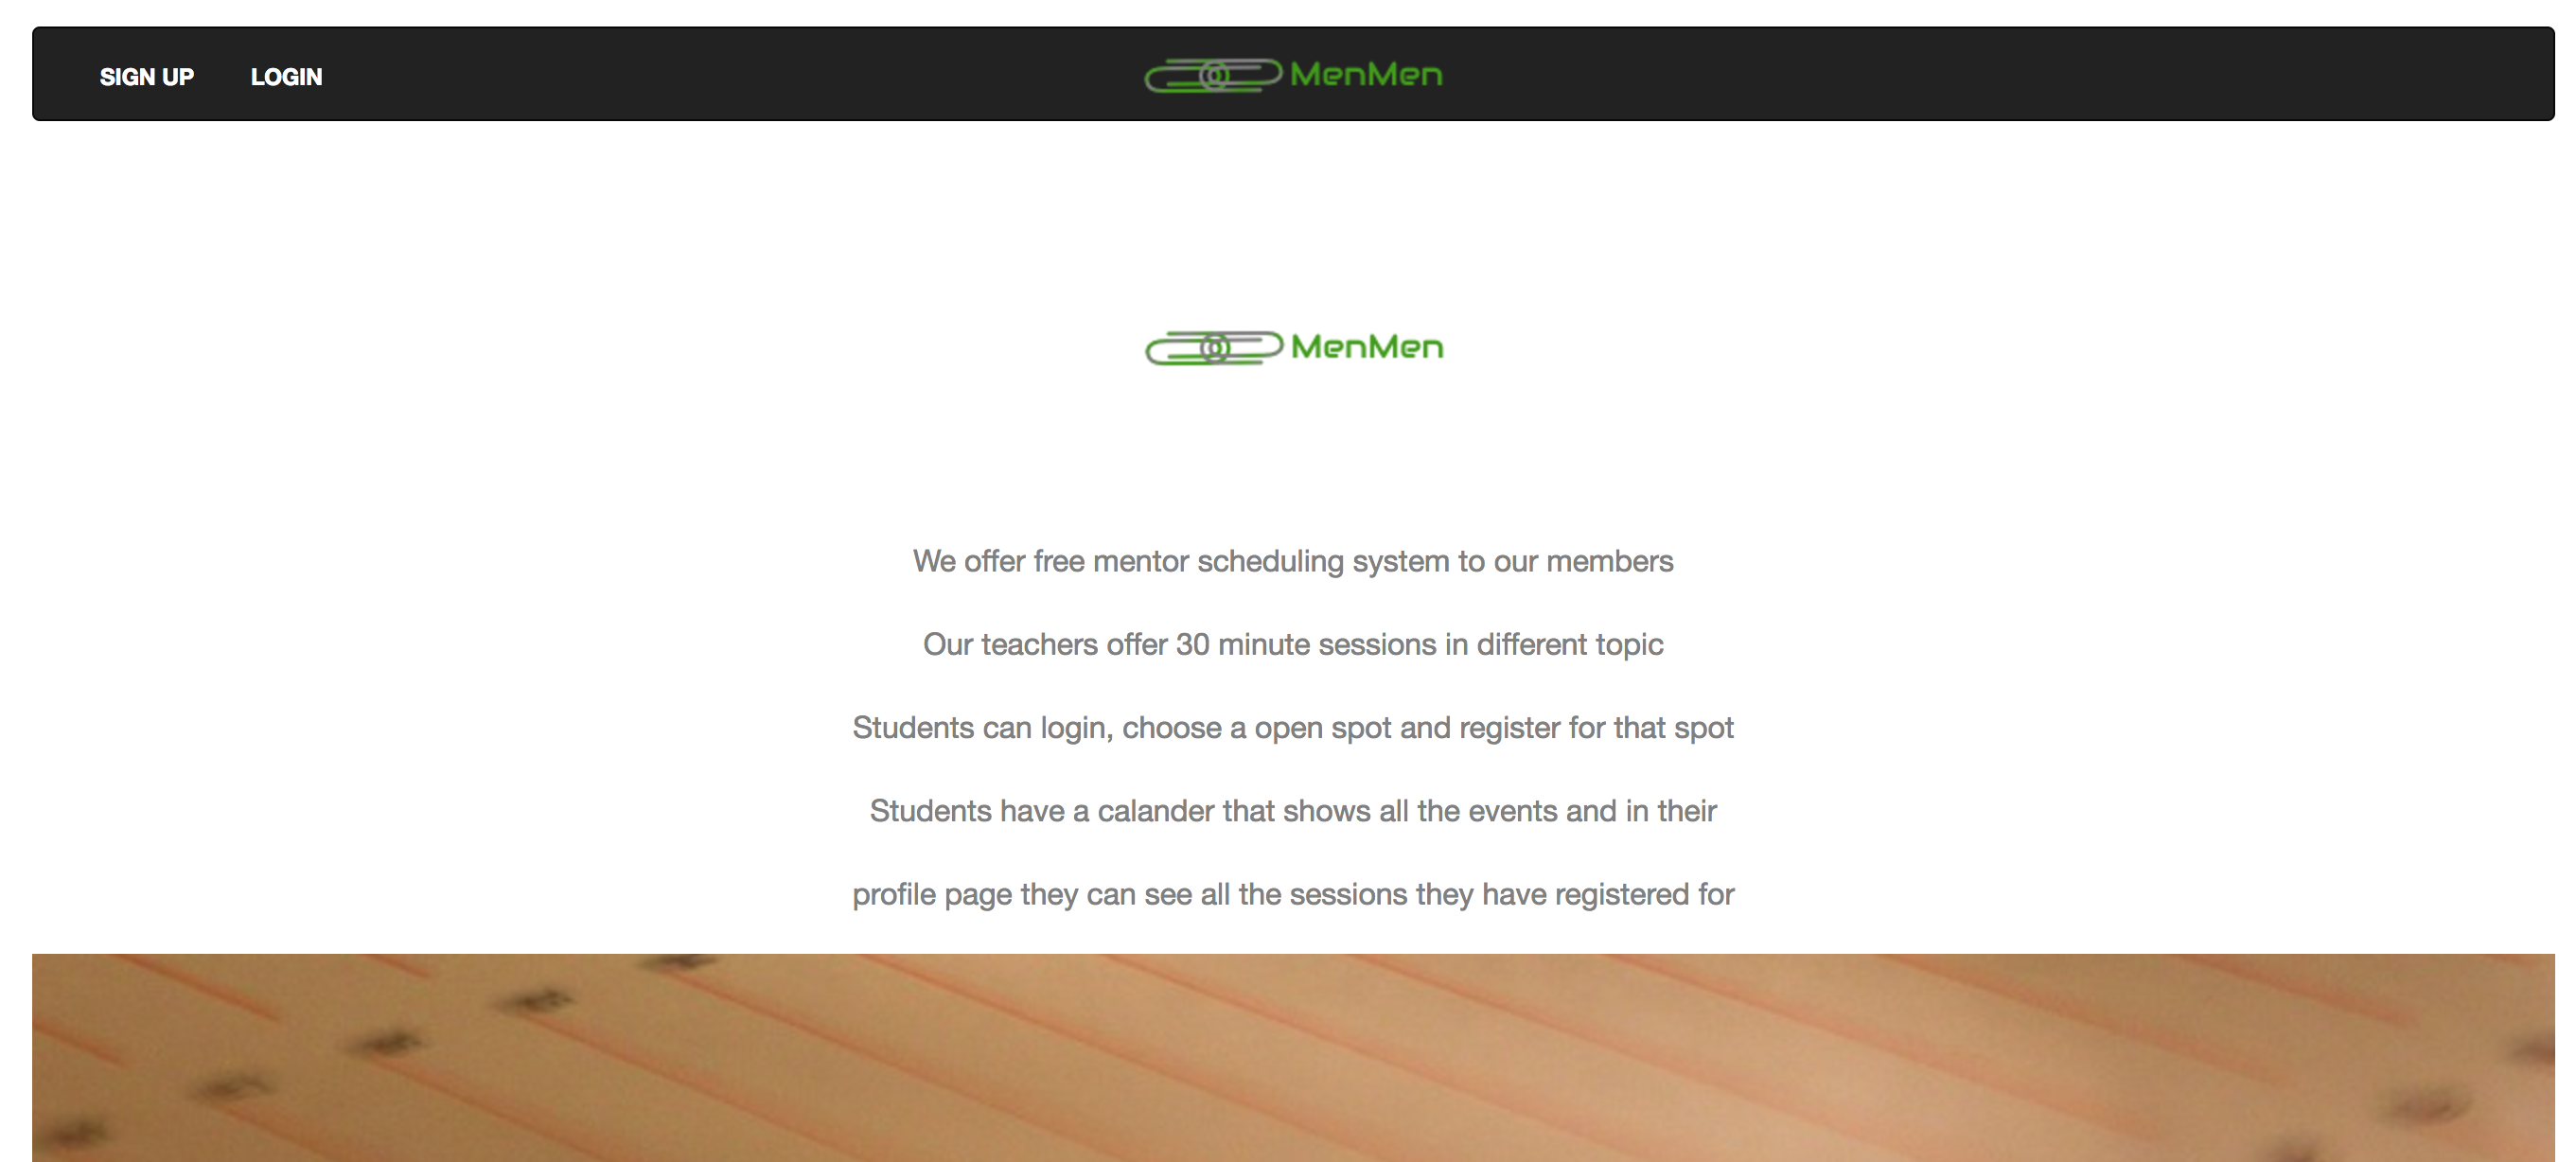 SIGN UP LOGIN MenMen
MenMen
We offer free mentor scheduling system to our members
Our teachers offer 30 minute sessions in different topic
Students can login, choose a open spot and register for that spot
Students have a calander that shows all the events and in their
profile page they can see all the sessions they have registered for